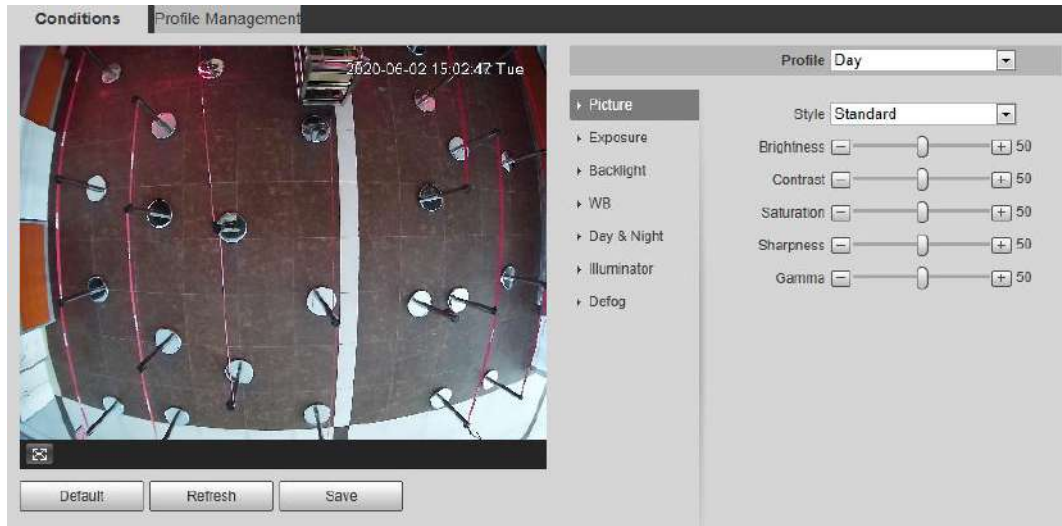 Conditions
Profile Management
2020-06-02 15:02:47 Tue
Profile Day
Picture
Exposure
Backlight
WB
Day & Night
Illuminator
Defog
Style Standard
Brightness 50
Contrast 50
Saturation 50
Sharpness 50
Gamma 50
Default
Refresh
Save